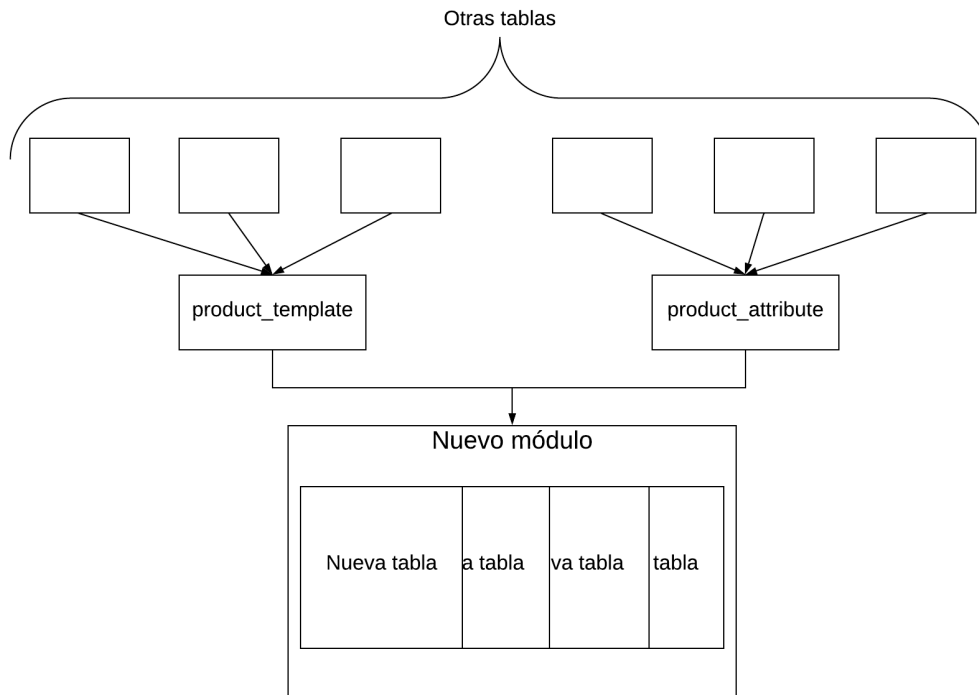 Otras tablas
product_template
product_attribute
Nuevo módulo
Nueva tabla
a tabla
va tabla
tabla